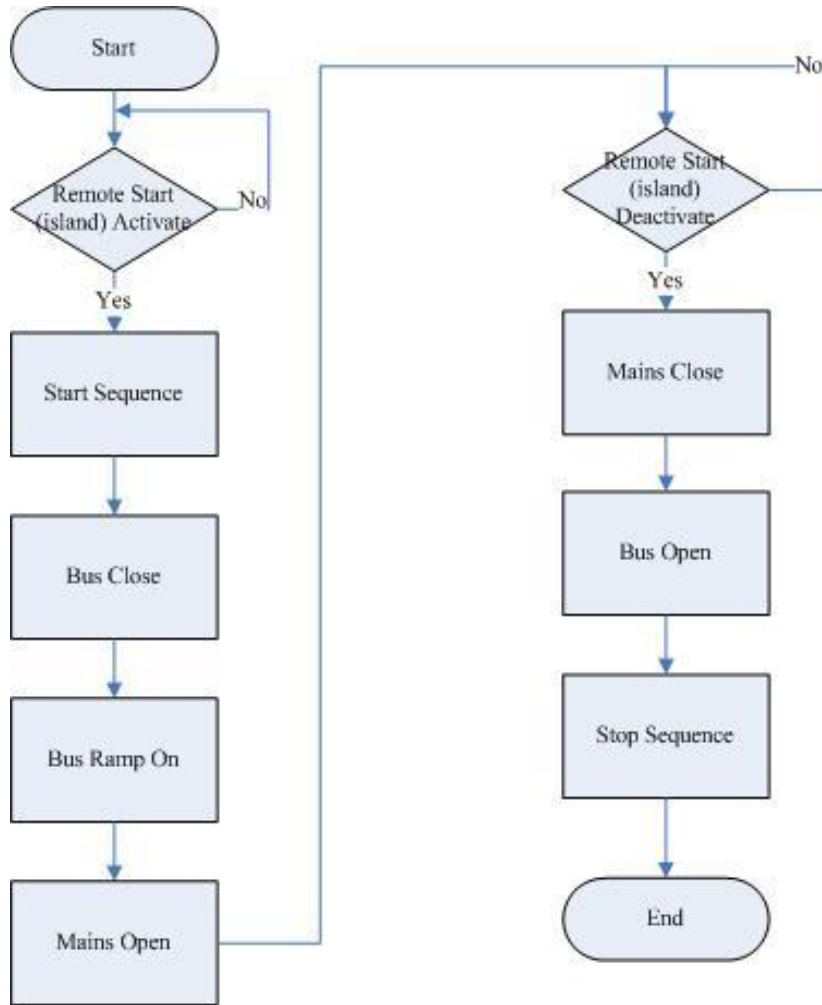 Start
Remote Start
(island) Activate
No
Yes
Start Sequence
Bus Close
Bus Ramp On
Mains Open
No
Remote Start
(island)
Deactivate
Yes
Mains Close
Bus Open
Stop Sequence
End